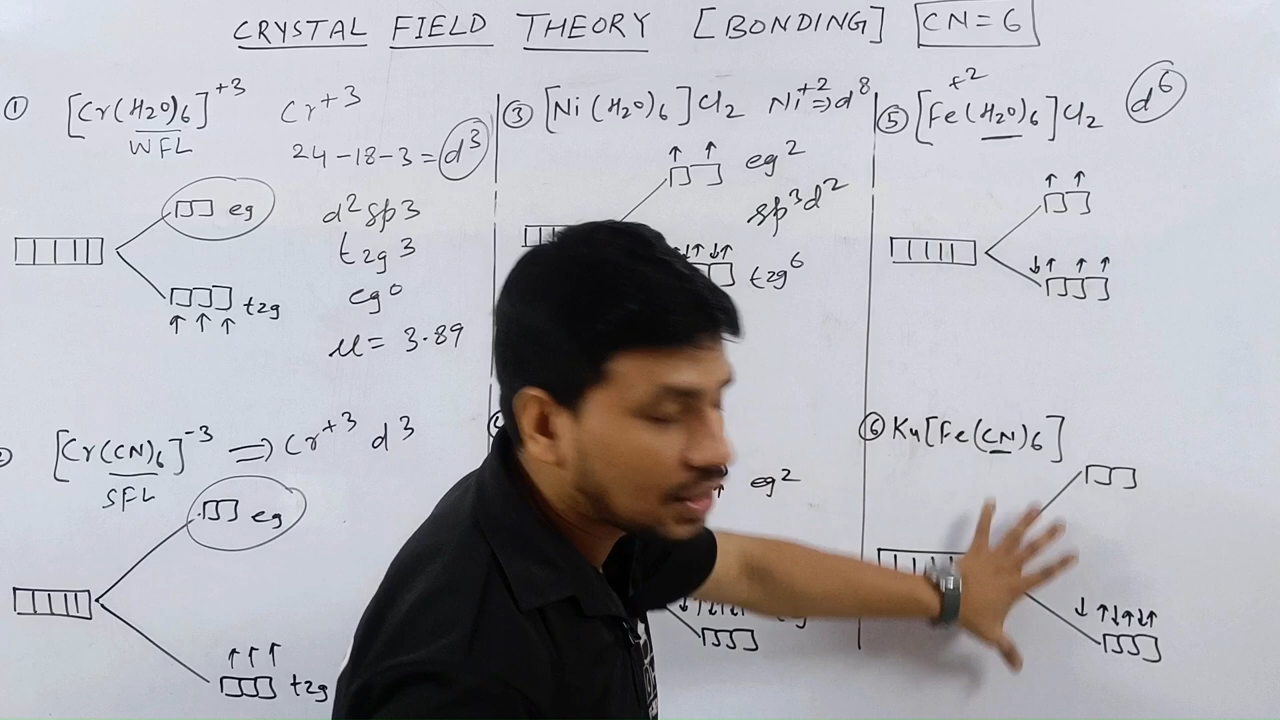 CRYSTAL FIELD THEORY [BONDING] CN=6
① [Cr(H2O)6]+3 Cr+3
WFL
24-18-3=d3
eg
d2sp3
t2g3
eg0
t2g
μ= 3.89
[Cr(CN)6]-3 ⇒ Cr+3 d3
SFL
eg
t2g
③ [Ni(H2O)6]Cl2 Ni+2⇒d8
eg2
sp3d2
t2g6
eg2
+2
⑤ [Fe(H2O)6]Cl2 d6
⑥ K4[Fe(CN)6]